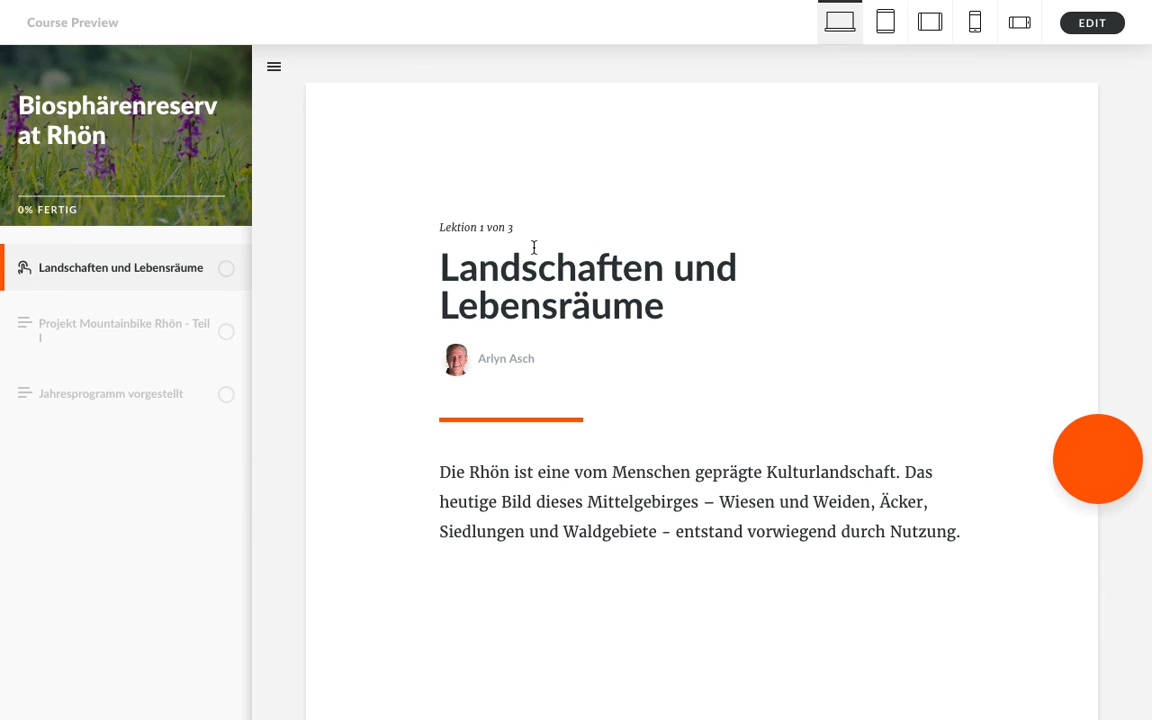 Course Preview
EDIT
Biosphärenreserv
at Rhön
0% FERTIG
Landschaften und Lebensräume
Projekt Mountainbike Rhön - Teil
I
Jahresprogramm vorgestellt
Lektion 1 von 3
Landschaften und
Lebensräume
Arlyn Asch
Die Rhön ist eine vom Menschen geprägte Kulturlandschaft. Das
heutige Bild dieses Mittelgebirges – Wiesen und Weiden, Äcker,
Siedlungen und Waldgebiete - entstand vorwiegend durch Nutzung.